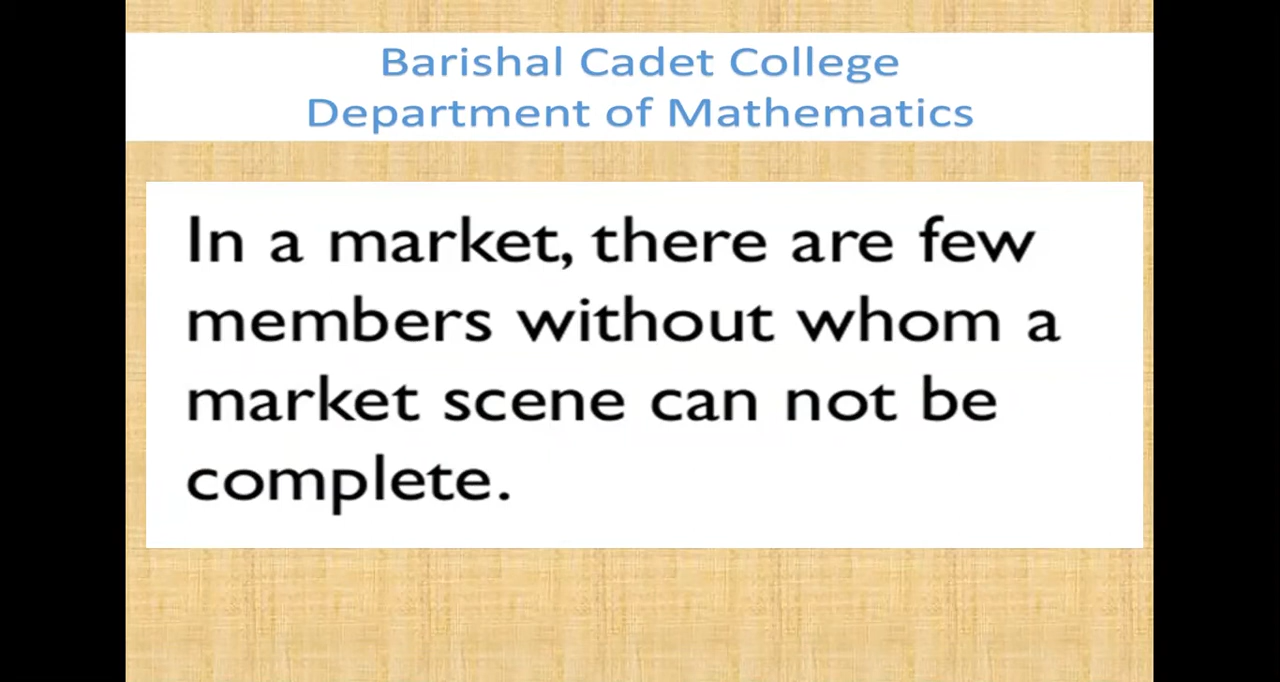 Barishal Cadet College
Department of Mathematics
In a market, there are few
members without whom a
market scene can not be
complete.